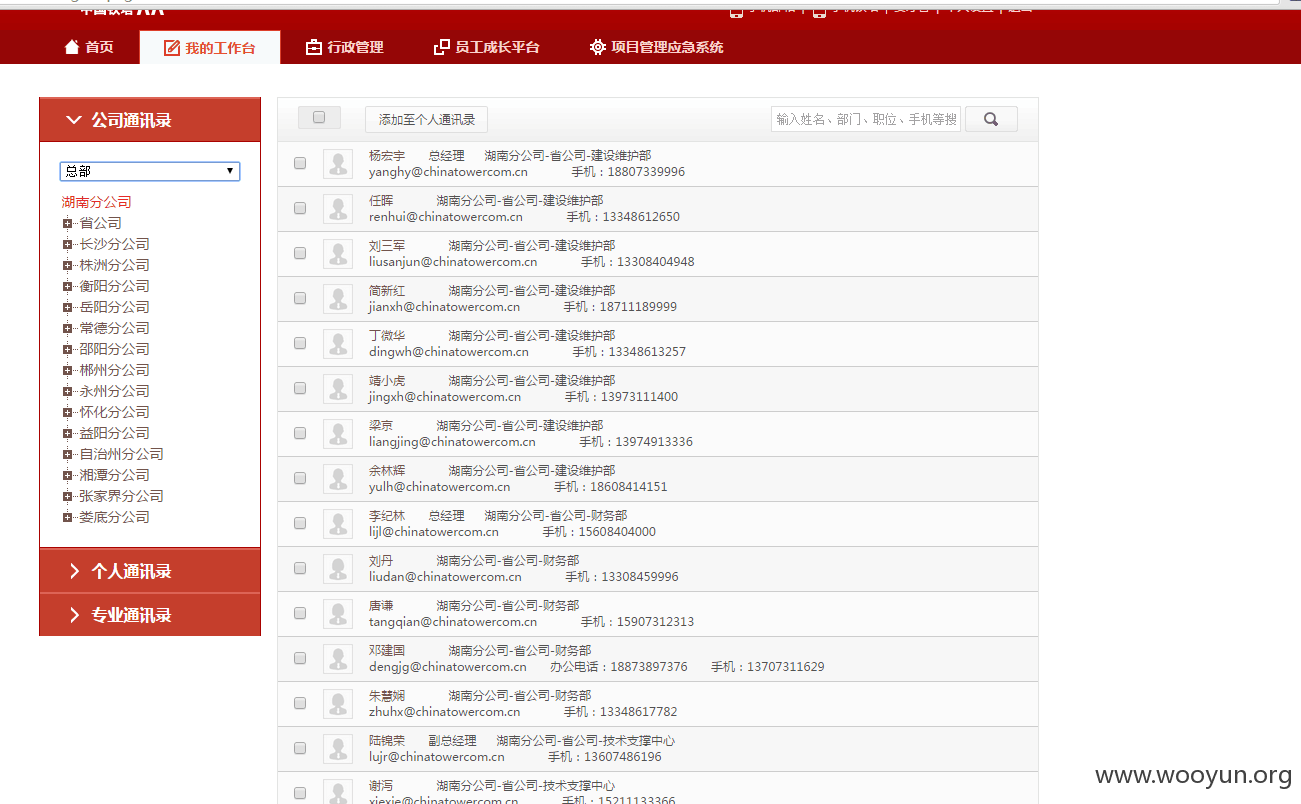 首页
我的工作台
行政管理
员工成长平台
项目管理应急系统
公司通讯录
总部
湖南分公司
省公司
长沙分公司
株洲分公司
衡阳分公司
岳阳分公司
常德分公司
邵阳分公司
郴州分公司
永州分公司
怀化分公司
益阳分公司
自治州分公司
湘潭分公司
张家界分公司
娄底分公司
个人通讯录
专业通讯录
添加至个人通讯录
输入姓名、部门、职位、手机等搜
杨宏宇 总经理 湖南分公司-省公司-建设维护部
yanghy@chinatowercom.cn 手机：18807339996
任晖 湖南分公司-省公司-建设维护部
renhui@chinatowercom.cn 手机：13348612650
刘三军 湖南分公司-省公司-建设维护部
liusanjun@chinatowercom.cn 手机：13308404948
简新红 湖南分公司-省公司-建设维护部
jianxh@chinatowercom.cn 手机：18711189999
丁微华 湖南分公司-省公司-建设维护部
dingwh@chinatowercom.cn 手机：13348613257
靖小虎 湖南分公司-省公司-建设维护部
jingxh@chinatowercom.cn 手机：13973111400
梁京 湖南分公司-省公司-建设维护部
liangjing@chinatowercom.cn 手机：13974913336
余林辉 湖南分公司-省公司-建设维护部
yulh@chinatowercom.cn 手机：18608414151
李纪林 总经理 湖南分公司-省公司-财务部
lijl@chinatowercom.cn 手机：15608404000
刘丹 湖南分公司-省公司-财务部
liudan@chinatowercom.cn 手机：13308459996
唐谦 湖南分公司-省公司-财务部
tangqian@chinatowercom.cn 手机：15907312313
邓建国 湖南分公司-省公司-财务部
dengjg@chinatowercom.cn 办公电话：18873897376 手机：13707311629
朱慧娴 湖南分公司-省公司-财务部
zhuhx@chinatowercom.cn 手机：13348617782
陆锦荣 副总经理 湖南分公司-省公司-技术支撑中心
lujr@chinatowercom.cn 手机：13607486196
谢泻 湖南分公司-省公司-技术支撑中心
xiexie@chinatowercom.cn 手机：15211133366
www.wooyun.org